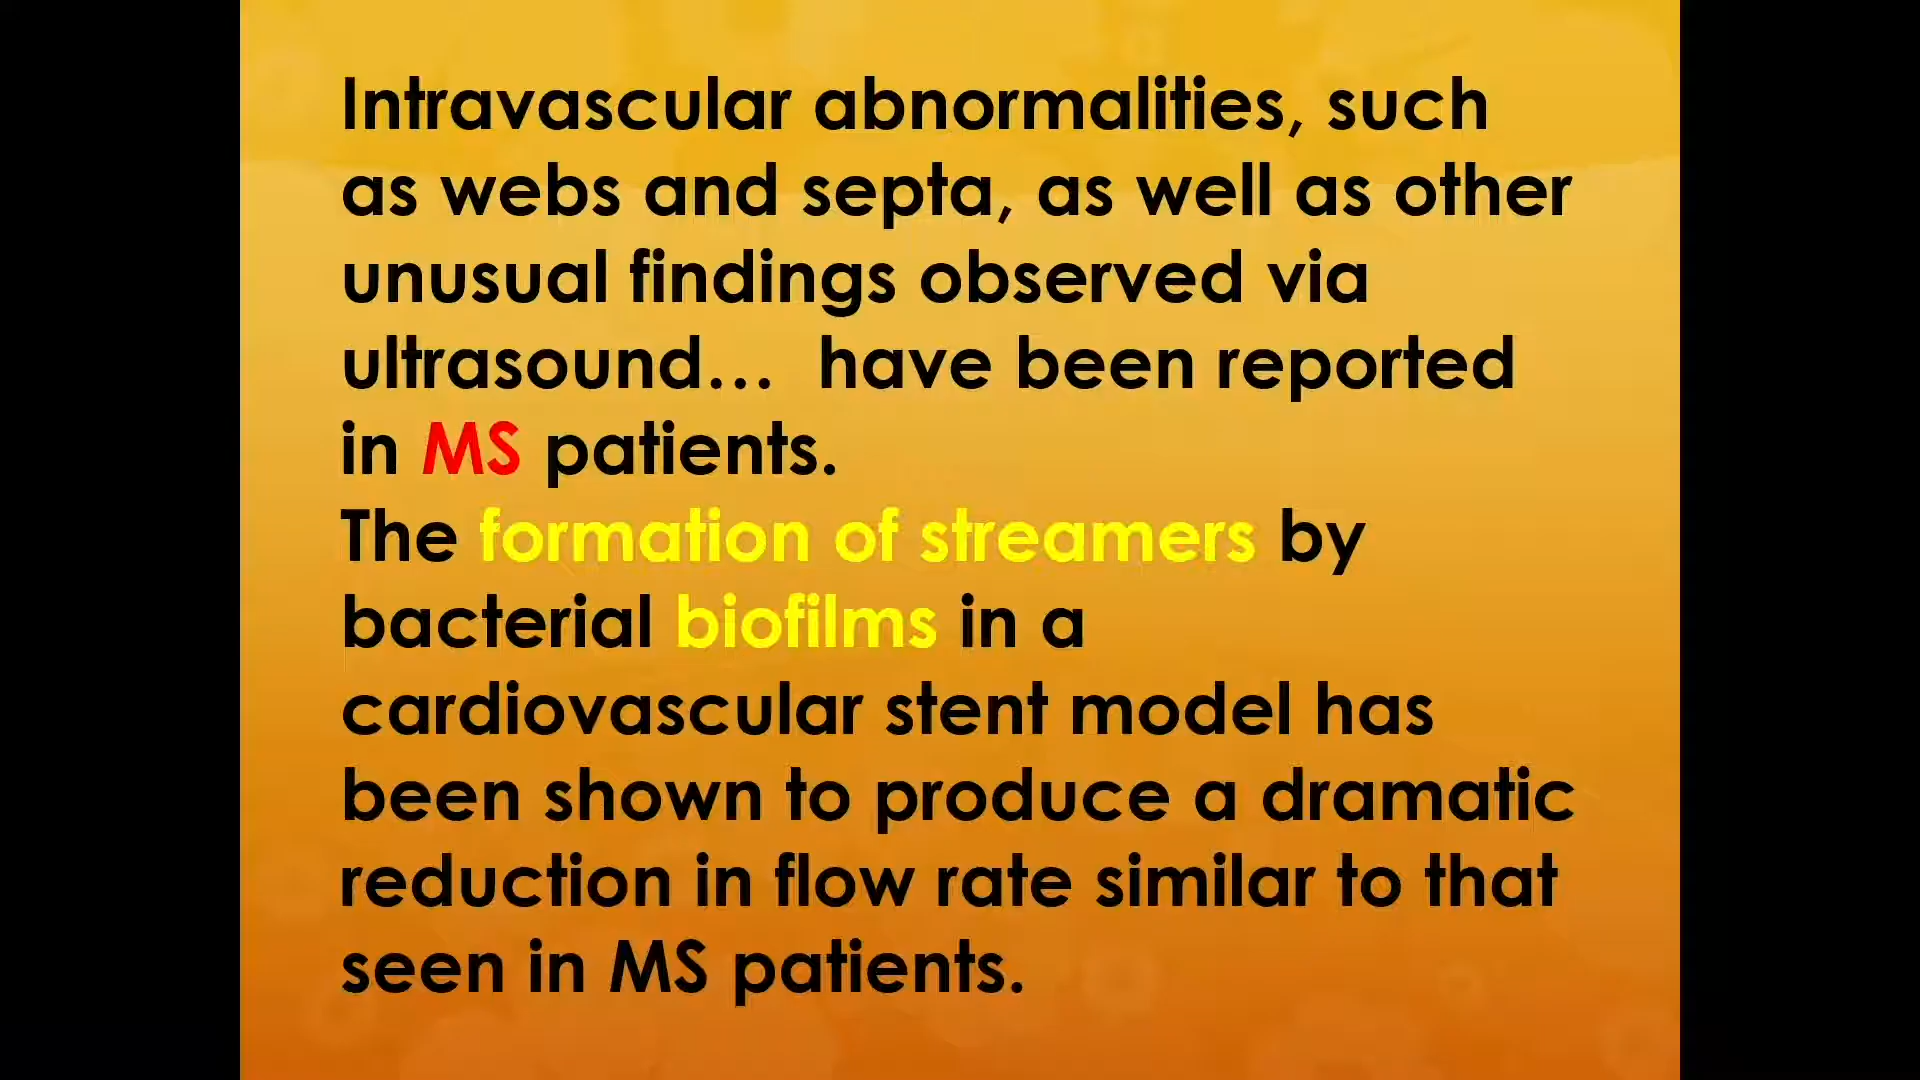 Intravascular abnormalities, such
as webs and septa, as well as other
unusual findings observed via
ultrasound…  have been reported
in MS patients.
The formation of streamers by
bacterial biofilms in a
cardiovascular stent model has
been shown to produce a dramatic
reduction in flow rate similar to that
seen in MS patients.